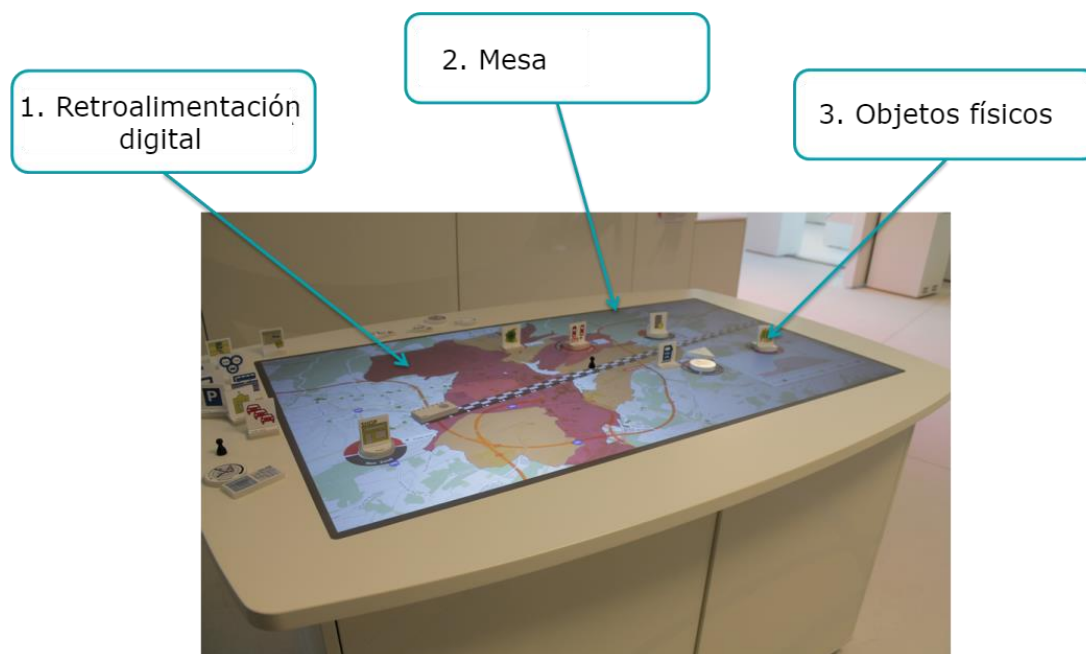 1. Retroalimentación
digital
2. Mesa
3. Objetos físicos
P